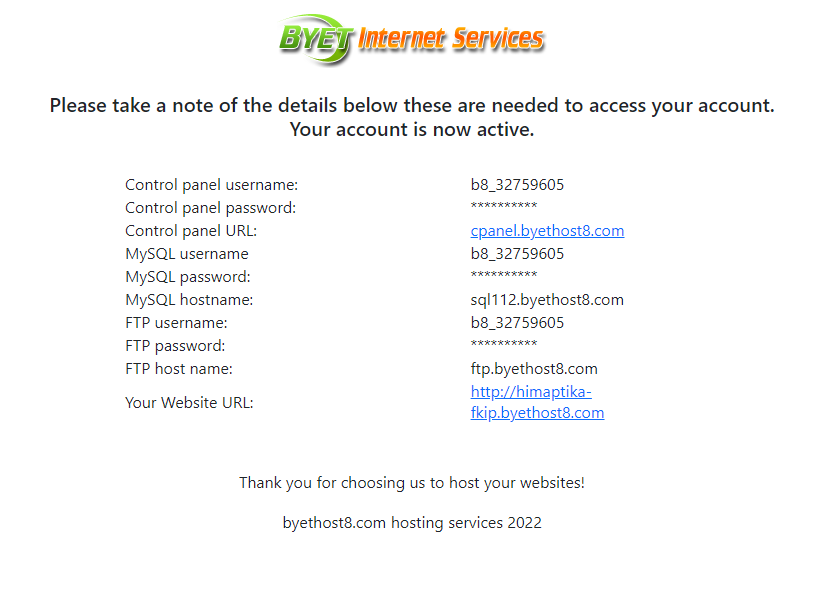 BYET Internet Services
Please take a note of the details below these are needed to access your account.
Your account is now active.
Control panel username: b8_32759605
Control panel password: **********
Control panel URL: cpanel.byethost8.com
MySQL username b8_32759605
MySQL password: **********
MySQL hostname: sql112.byethost8.com
FTP username: b8_32759605
FTP password: **********
FTP host name: ftp.byethost8.com
Your Website URL: http://himaptika-
fkip.byethost8.com
Thank you for choosing us to host your websites!
byethost8.com hosting services 2022